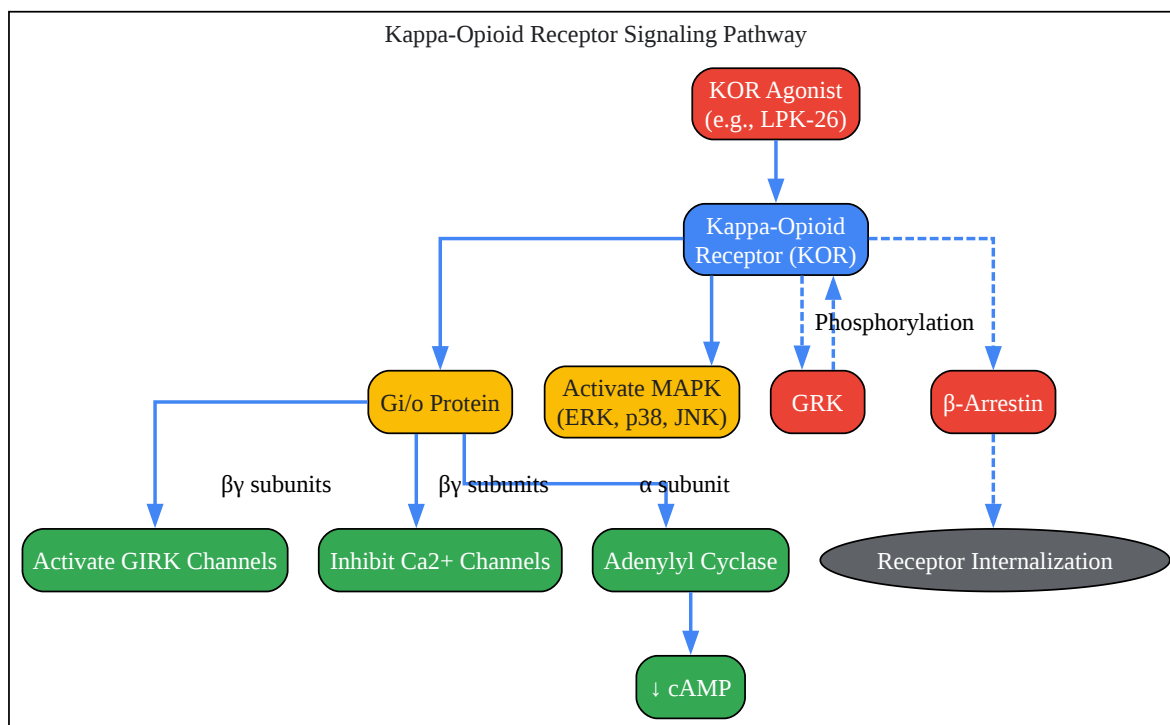 Kappa-Opioid Receptor Signaling Pathway
KOR Agonist
(e.g., LPK-26)
Kappa-Opioid
Receptor (KOR)
Phosphorylation
Gi/o Protein
Activate MAPK
(ERK, p38, JNK)
GRK
β-Arrestin
βγ subunits
βγ subunits
α subunit
Activate GIRK Channels
Inhibit Ca2+ Channels
Adenylyl Cyclase
Receptor Internalization
↓ cAMP